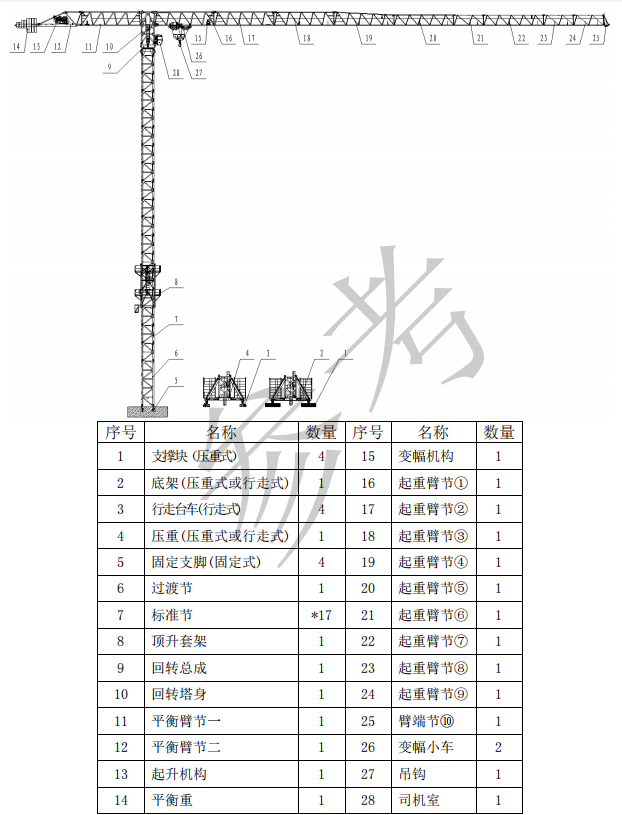 14 13 12 11 10 15 16 17 18 19 20 21 22 23 24 25
9 28 27 26
8
7
6
5
4 3 2 1
参考
序号 名称 数量 序号 名称 数量
1 支撑块(压重式) 4 15 变幅机构 1
2 底架(压重式或行走式) 1 16 起重臂节① 1
3 行走台车(行走式) 4 17 起重臂节② 1
4 压重(压重式或行走式) 1 18 起重臂节③ 1
5 固定支脚(固定式) 4 19 起重臂节④ 1
6 过渡节 1 20 起重臂节⑤ 1
7 标准节 *17 21 起重臂节⑥ 1
8 顶升套架 1 22 起重臂节⑦ 1
9 回转总成 1 23 起重臂节⑧ 1
10 回转塔身 1 24 起重臂节⑨ 1
11 平衡臂节一 1 25 臂端节⑩ 1
12 平衡臂节二 1 26 变幅小车 2
13 起升机构 1 27 吊钩 1
14 平衡重 1 28 司机室 1